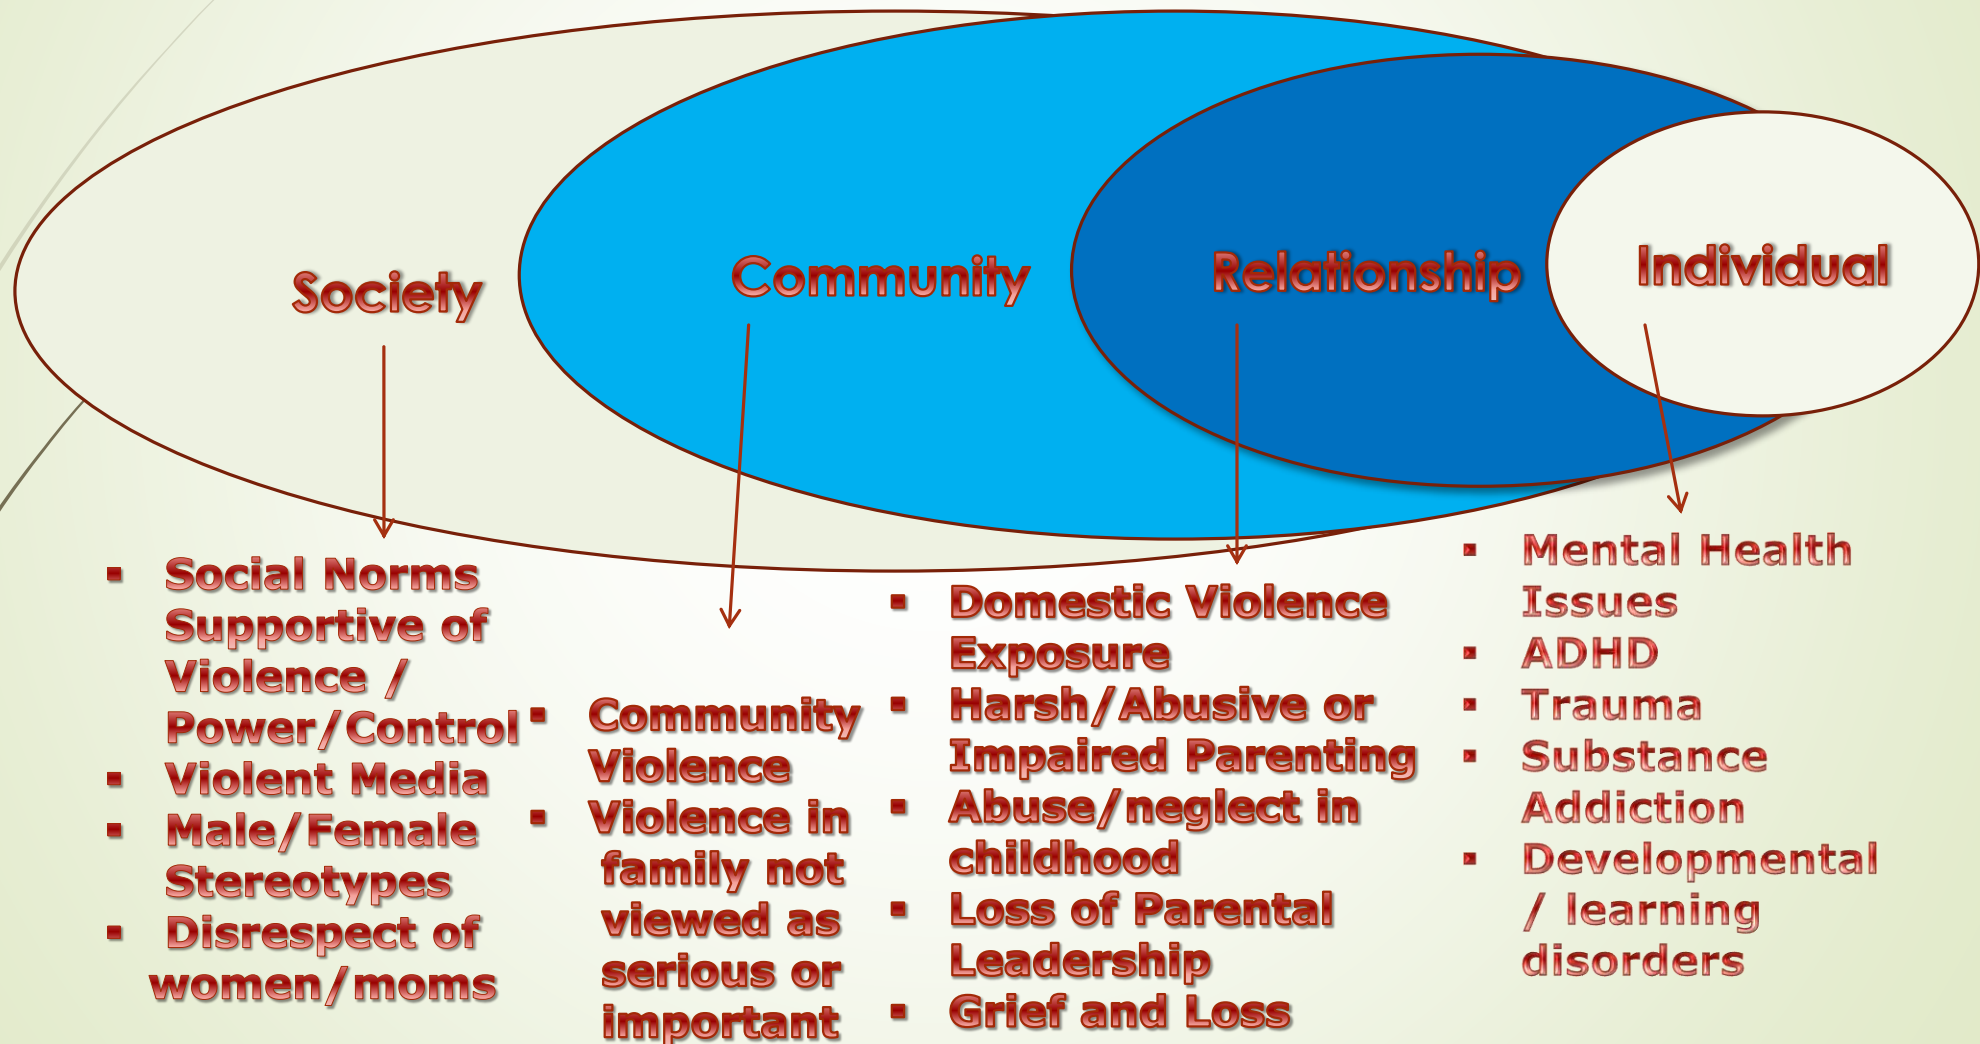 Society
Community
Relationship
Individual
▪ Social Norms
Supportive of
Violence /
Power/Control
▪ Violent Media
▪ Male/Female
Stereotypes
▪ Disrespect of
women/moms
▪ Community
Violence
▪ Violence in
family not
viewed as
serious or
important
▪ Domestic Violence
Exposure
▪ Harsh/Abusive or
Impaired Parenting
▪ Abuse/neglect in
childhood
▪ Loss of Parental
Leadership
▪ Grief and Loss
▪ Mental Health
Issues
▪ ADHD
▪ Trauma
▪ Substance
Addiction
▪ Developmental
/ learning
disorders